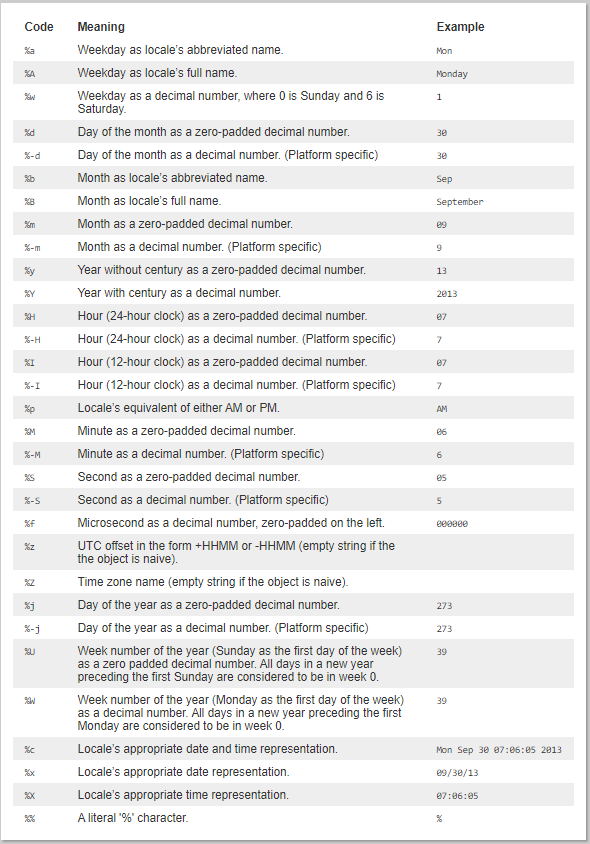 Code Meaning Example
%a Weekday as locale's abbreviated name. Mon
%A Weekday as locale's full name. Monday
%w Weekday as a decimal number, where 0 is Sunday and 6 is 1
Saturday.
%d Day of the month as a zero-padded decimal number. 30
%-d Day of the month as a decimal number. (Platform specific) 30
%b Month as locale's abbreviated name. Sep
%B Month as locale's full name. September
%m Month as a zero-padded decimal number. 09
%-m Month as a decimal number. (Platform specific) 9
%y Year without century as a zero-padded decimal number. 13
%Y Year with century as a decimal number. 2013
%H Hour (24-hour clock) as a zero-padded decimal number. 07
%-H Hour (24-hour clock) as a decimal number. (Platform specific) 7
%I Hour (12-hour clock) as a zero-padded decimal number. 07
%-I Hour (12-hour clock) as a decimal number. (Platform specific) 7
%p Locale's equivalent of either AM or PM. AM
%M Minute as a zero-padded decimal number. 06
%-M Minute as a decimal number. (Platform specific) 6
%S Second as a zero-padded decimal number. 05
%-S Second as a decimal number. (Platform specific) 5
%f Microsecond as a decimal number, zero-padded on the left. 000000
%z UTC offset in the form +HHMM or -HHMM (empty string if the
the object is naive).
%Z Time zone name (empty string if the object is naive).
%j Day of the year as a zero-padded decimal number. 273
%-j Day of the year as a decimal number. (Platform specific) 273
%U Week number of the year (Sunday as the first day of the week) 39
as a zero padded decimal number. All days in a new year
preceding the first Sunday are considered to be in week 0.
%W Week number of the year (Monday as the first day of the week) 39
as a decimal number. All days in a new year preceding the first
Monday are considered to be in week 0.
%c Locale's appropriate date and time representation. Mon Sep 30 07:06:05 2013
%x Locale's appropriate date representation. 09/30/13
%X Locale's appropriate time representation. 07:06:05
%% A literal '%' character. %